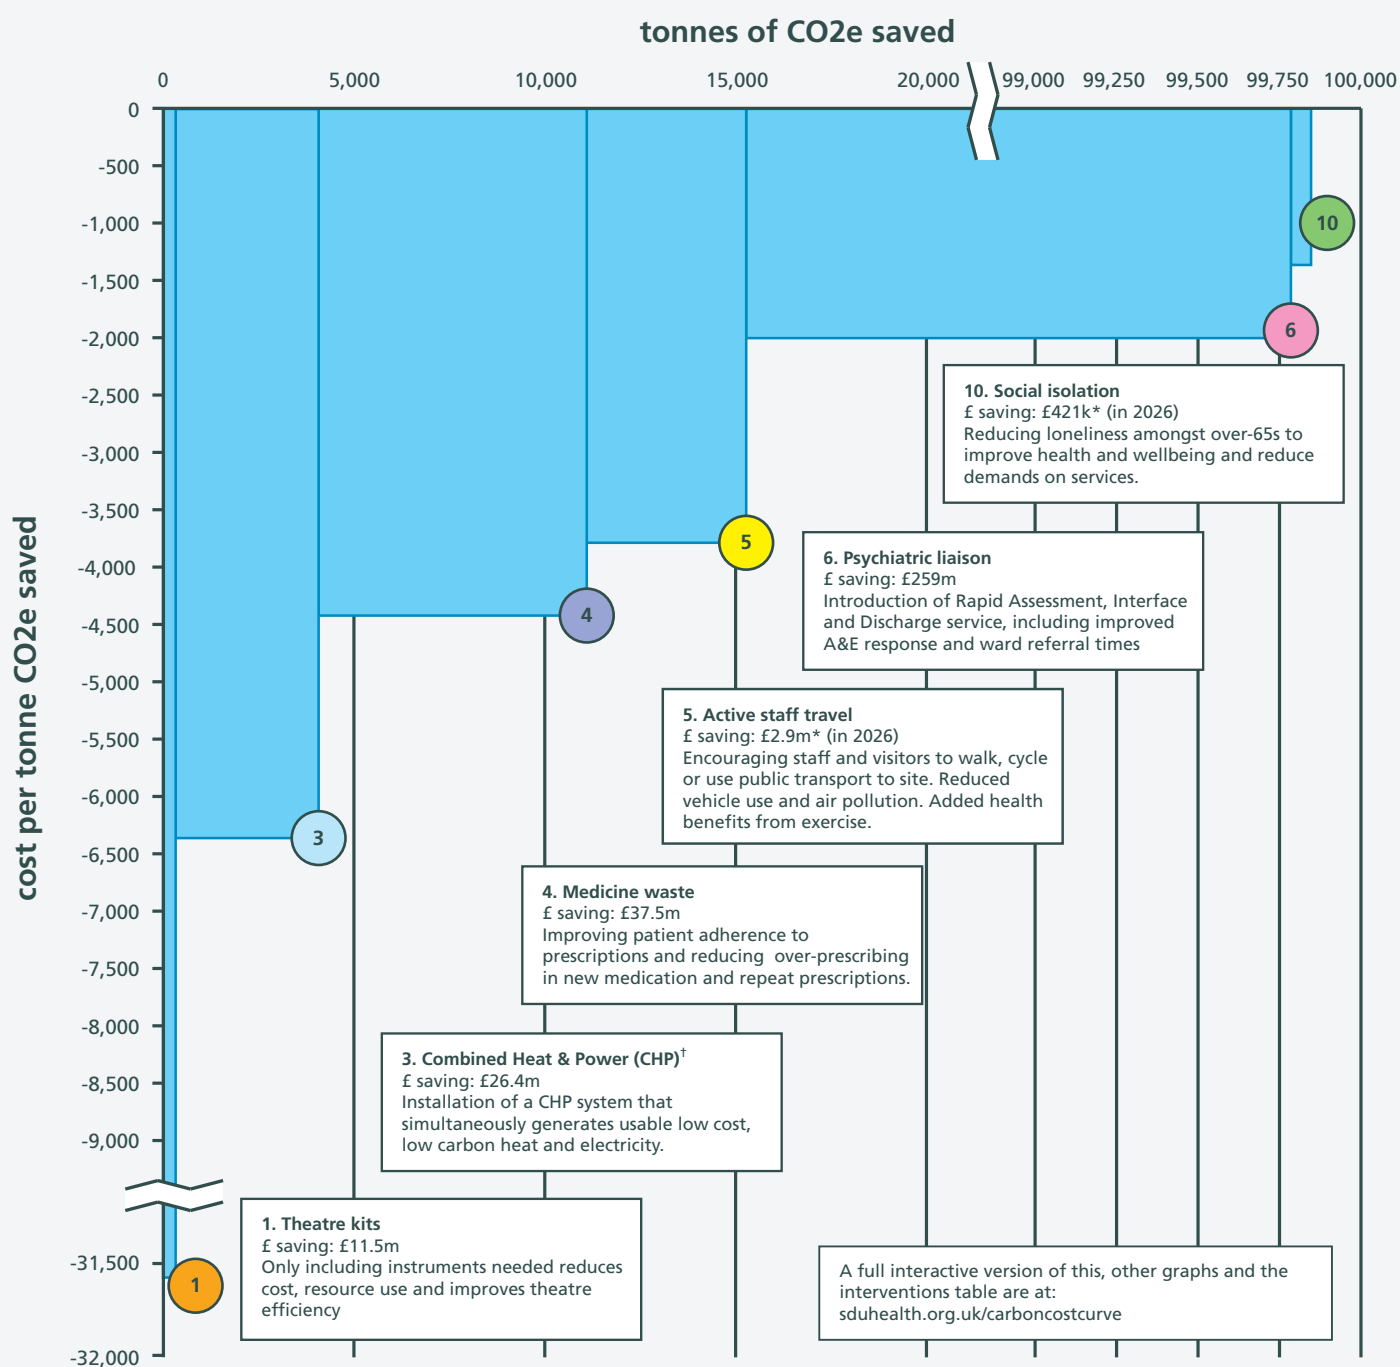 tonnes of CO2e saved
0 5,000 10,000 15,000 20,000 99,000 99,250 99,500 99,750 100,000
cost per tonne CO2e saved
0
-500
-1,000
-1,500
-2,000
-2,500
-3,000
-3,500
-4,000
-4,500
-5,000
-5,500
-6,000
-6,500
-7,000
-7,500
-8,000
-8,500
-9,000
-31,500
-32,000
10
6
5
4
3
1
10. Social isolation
£ saving: £421k* (in 2026)
Reducing loneliness amongst over-65s to
improve health and wellbeing and reduce
demands on services.
6. Psychiatric liaison
£ saving: £259m
Introduction of Rapid Assessment, Interface
and Discharge service, including improved
A&E response and ward referral times
5. Active staff travel
£ saving: £2.9m* (in 2026)
Encouraging staff and visitors to walk, cycle
or use public transport to site. Reduced
vehicle use and air pollution. Added health
benefits from exercise.
4. Medicine waste
£ saving: £37.5m
Improving patient adherence to
prescriptions and reducing  over-prescribing
in new medication and repeat prescriptions.
3. Combined Heat & Power (CHP)†
£ saving: £26.4m
Installation of a CHP system that
simultaneously generates usable low cost,
low carbon heat and electricity.
1. Theatre kits
£ saving: £11.5m
Only including instruments needed reduces
cost, resource use and improves theatre
efficiency
A full interactive version of this, other graphs and the
interventions table are at:
sduhealth.org.uk/carboncostcurve